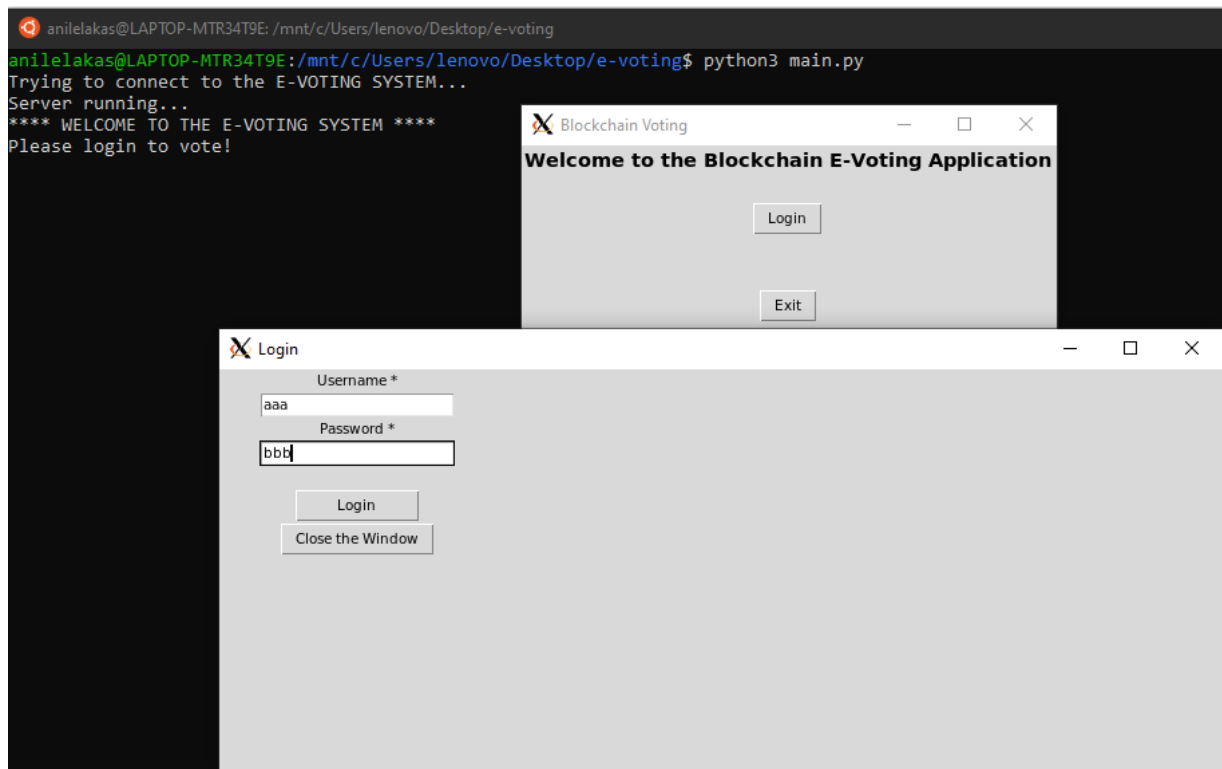 anilelakas@LAPTOP-MTR34T9E: /mnt/c/Users/lenovo/Desktop/e-voting
anilelakas@LAPTOP-MTR34T9E:/mnt/c/Users/lenovo/Desktop/e-voting$ python3 main.py
Trying to connect to the E-VOTING SYSTEM...
Server running...
**** WELCOME TO THE E-VOTING SYSTEM ****
Please login to vote!
Blockchain Voting
Welcome to the Blockchain E-Voting Application
Login
Exit
Login
Username *
aaa
Password *
bbb
Login
Close the Window